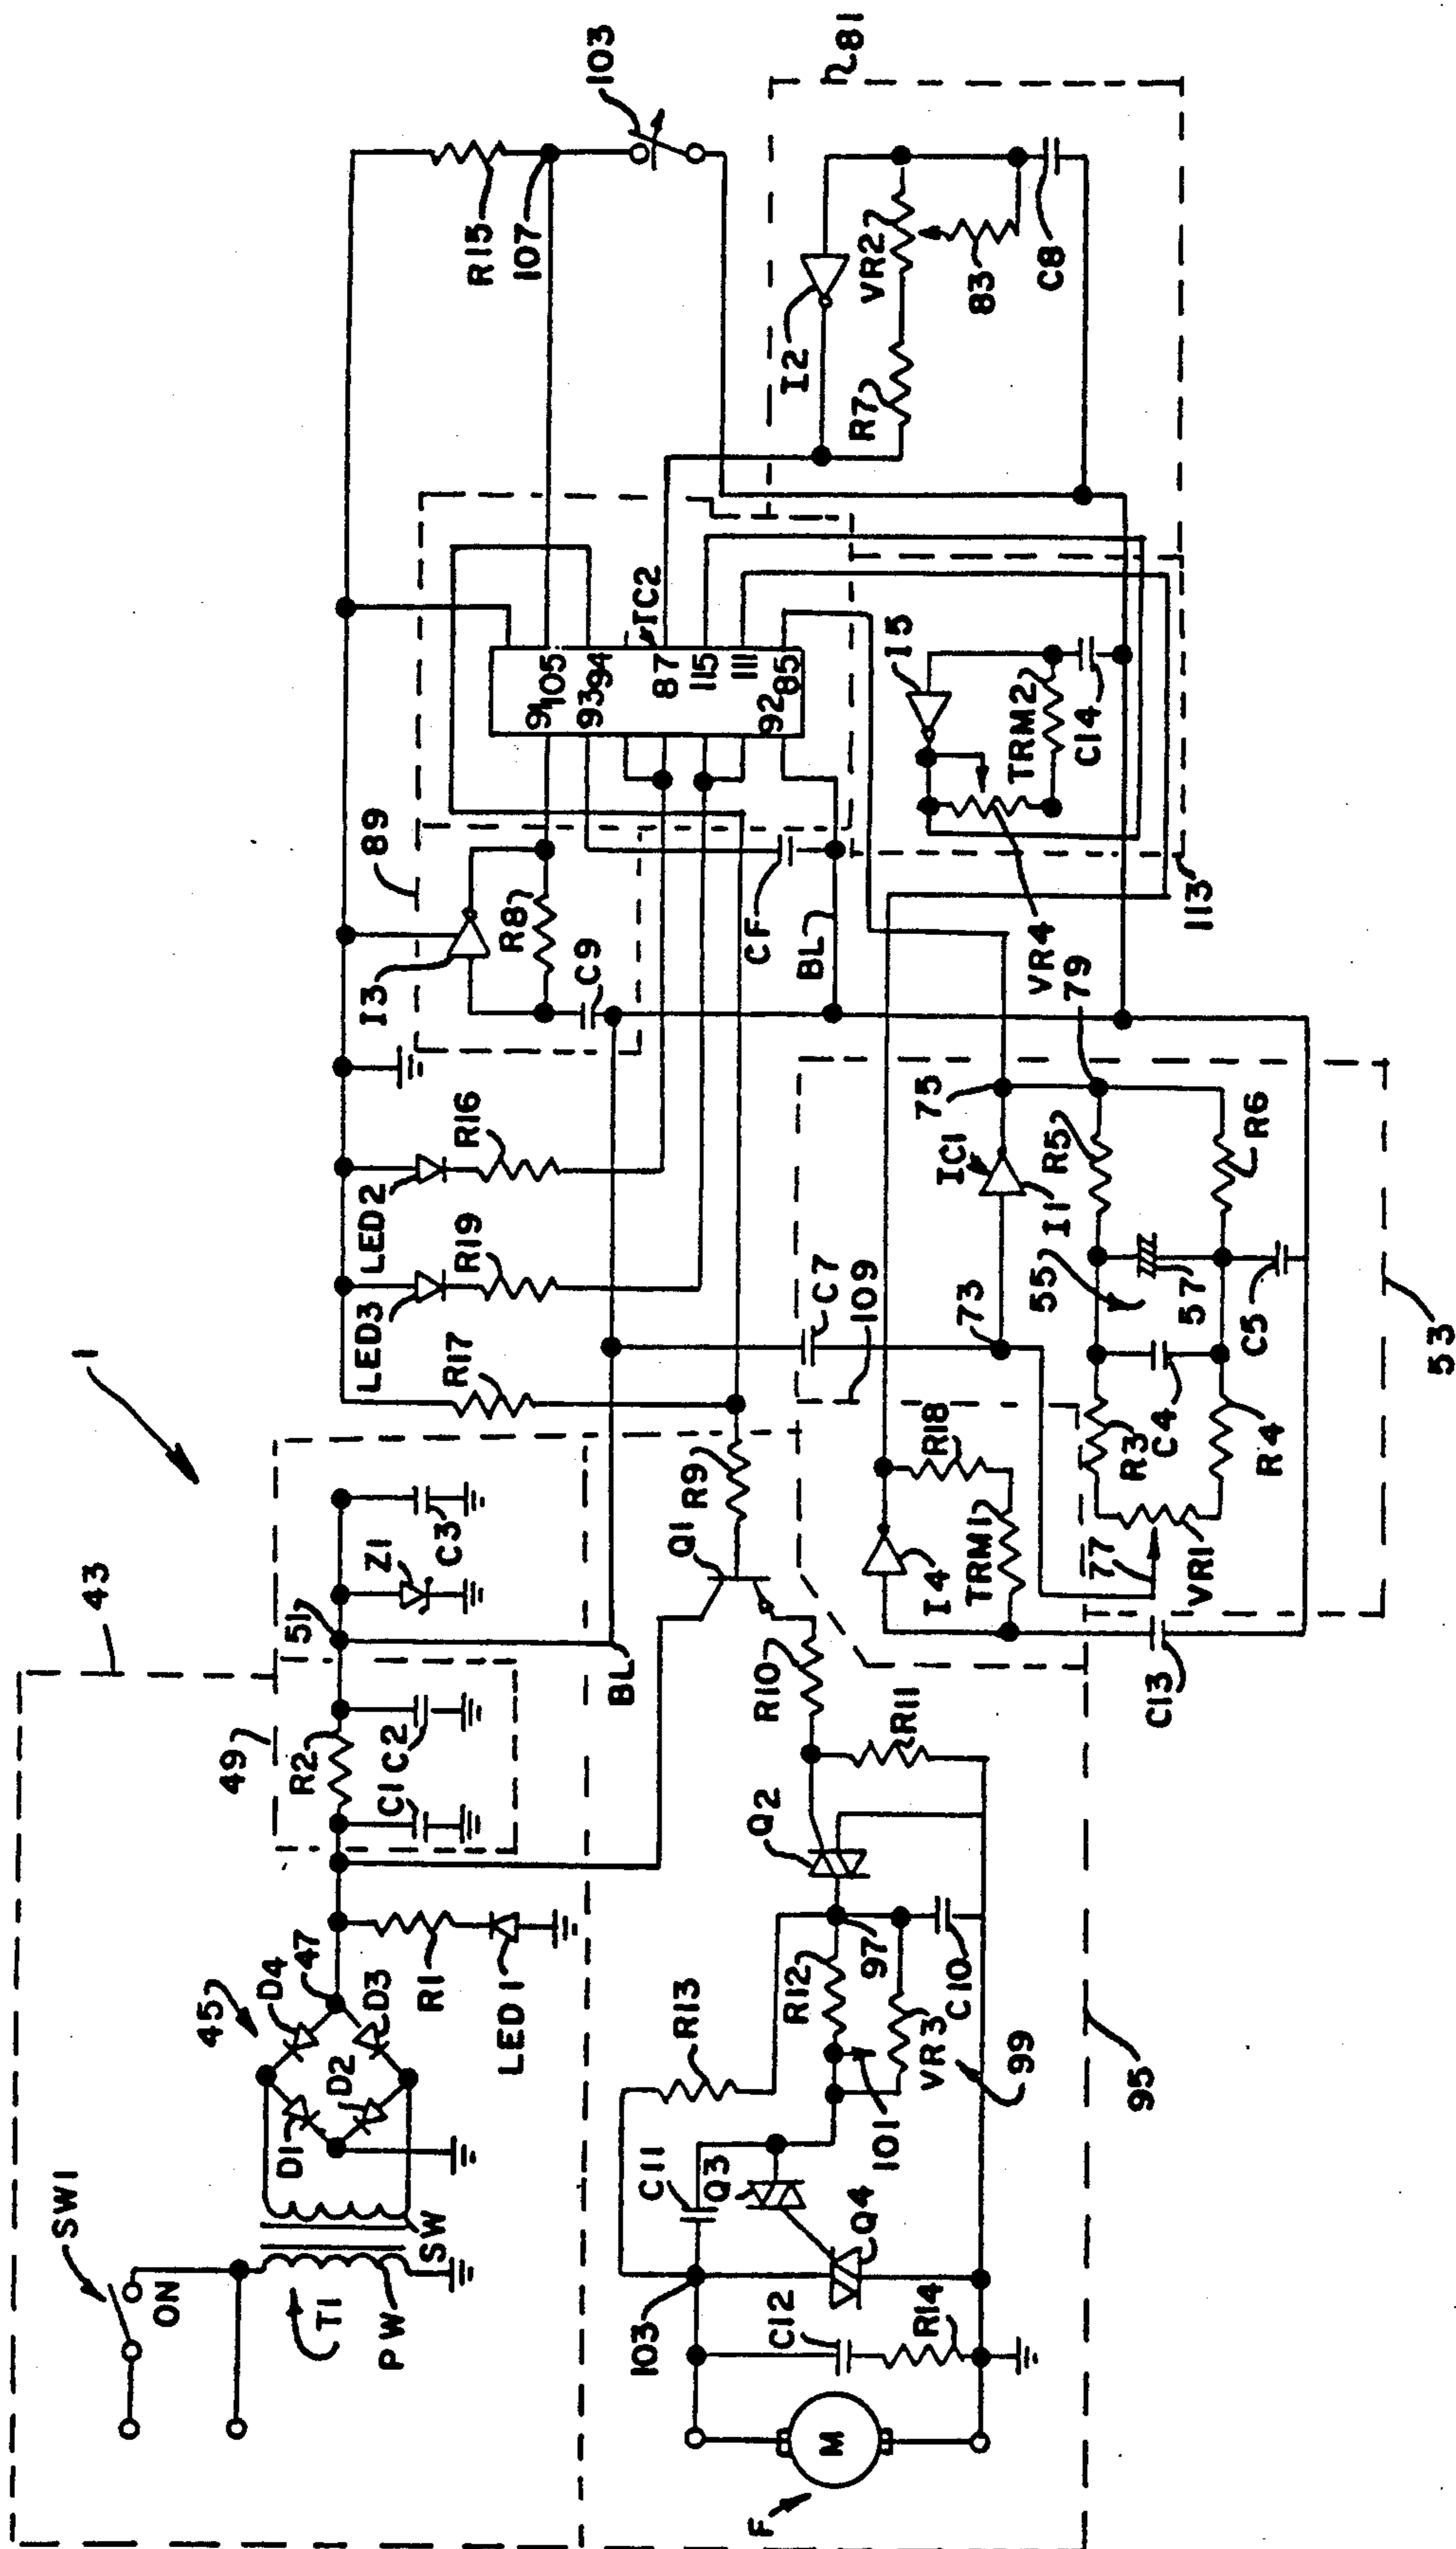 1
43
SW1
ON
T1
PW
SW
45
D4
47
D1
D2
D3
R1
LED 1
49
R2
C1
C2
51
Z1
C3
BL
LED3
R17
R19
LED2
R16
I3
89
R8
C9
CF
BL
91
105
93
94
IC2
87
115
111
92
85
R15
107
103
81
I2
VR2
R7
83
C8
I5
TRM2
C14
VR4
113
F
M
103
C12
R14
C11
Q3
Q4
R13
R12
101
97
VR3
C10
99
95
Q2
R10
R11
Q1
R9
C7
109
I4
R18
TRM1
C13
73
75
79
IC1
I1
R5
R6
55
57
C5
R3
C4
R4
77
VR1
53